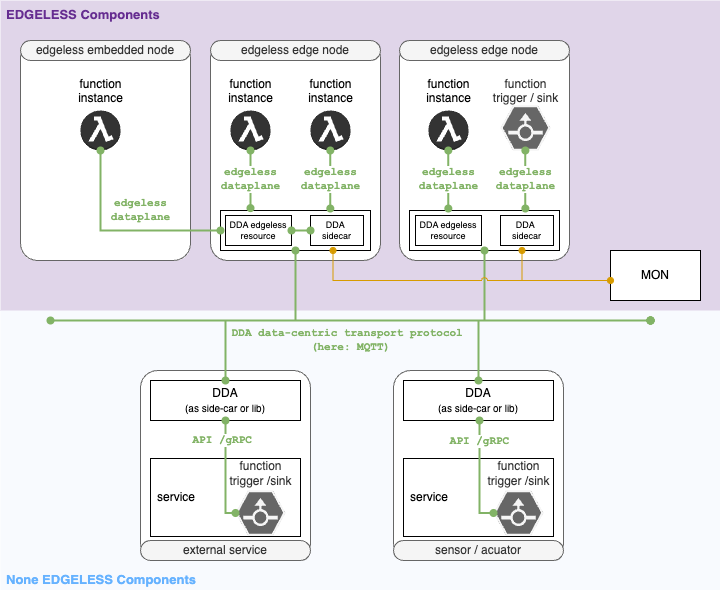 EDGELESS Components
edgeless embedded node
edgeless edge node
edgeless edge node
function
instance
function
instance
function
instance
function
instance
function
trigger / sink
edgeless
dataplane
edgeless
dataplane
edgeless
dataplane
edgeless
dataplane
edgeless
dataplane
DDA edgeless
resource
DDA
sidecar
DDA edgeless
resource
DDA
sidecar
MON
DDA data-centric transport protocol
(here: MQTT)
DDA
(as side-car or lib)
DDA
(as side-car or lib)
API /gRPC
API /gRPC
function
trigger /sink
service
function
trigger /sink
service
external service
sensor / acuator
None EDGELESS Components